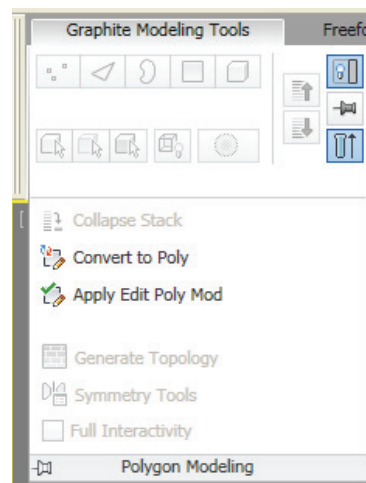 Graphite Modeling Tools Freefo
Collapse Stack
Convert to Poly
Apply Edit Poly Mod
Generate Topology
Symmetry Tools
Full Interactivity
Polygon Modeling